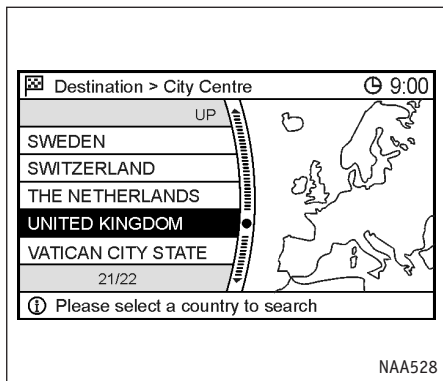 Destination > City Centre 9:00
UP
SWEDEN
SWITZERLAND
THE NETHERLANDS
UNITED KINGDOM
VATICAN CITY STATE
21/22
i Please select a country to search
NAA528